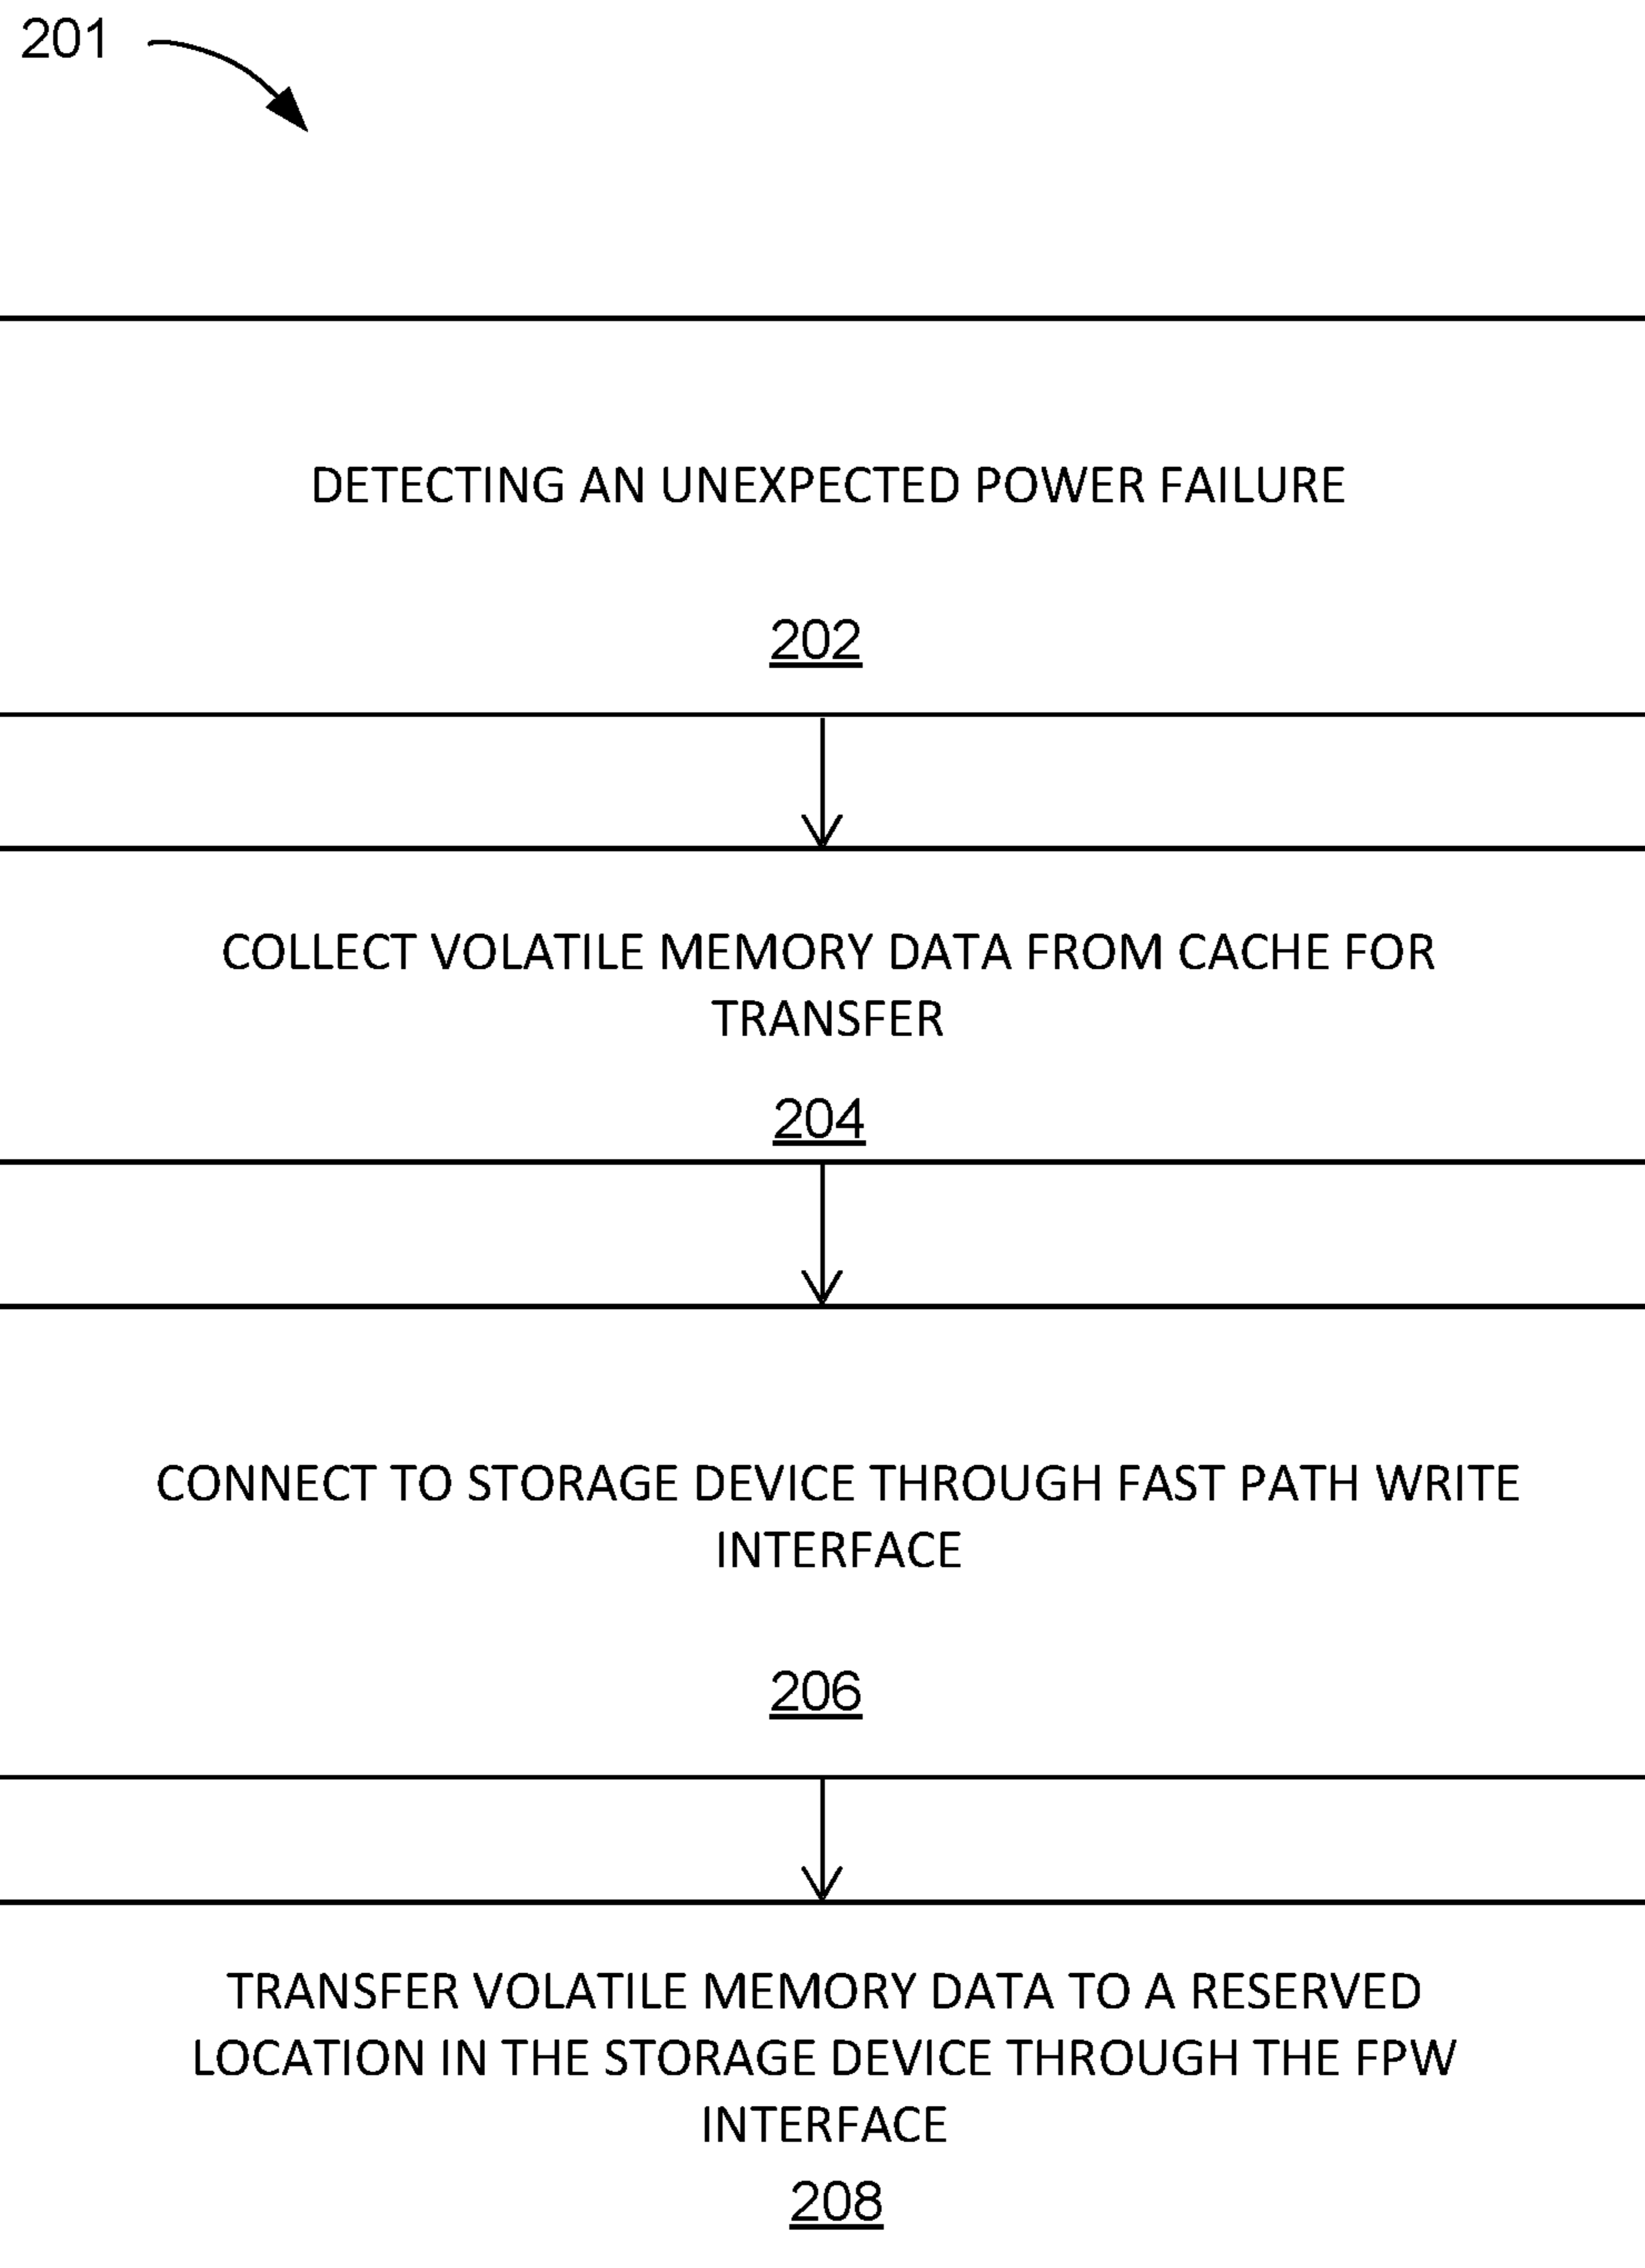 201
DETECTING AN UNEXPECTED POWER FAILURE
202
COLLECT VOLATILE MEMORY DATA FROM CACHE FOR
TRANSFER
204
CONNECT TO STORAGE DEVICE THROUGH FAST PATH WRITE
INTERFACE
206
TRANSFER VOLATILE MEMORY DATA TO A RESERVED
LOCATION IN THE STORAGE DEVICE THROUGH THE FPW
INTERFACE
208